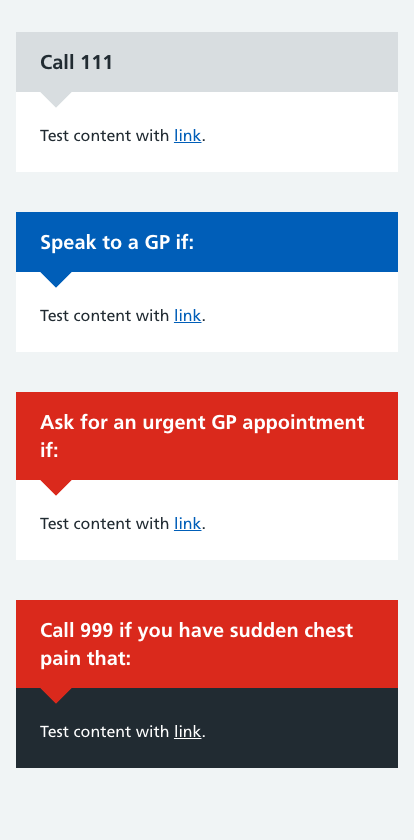 Call 111
Test content with link.
Speak to a GP if:
Test content with link.
Ask for an urgent GP appointment
if:
Test content with link.
Call 999 if you have sudden chest
pain that:
Test content with link.